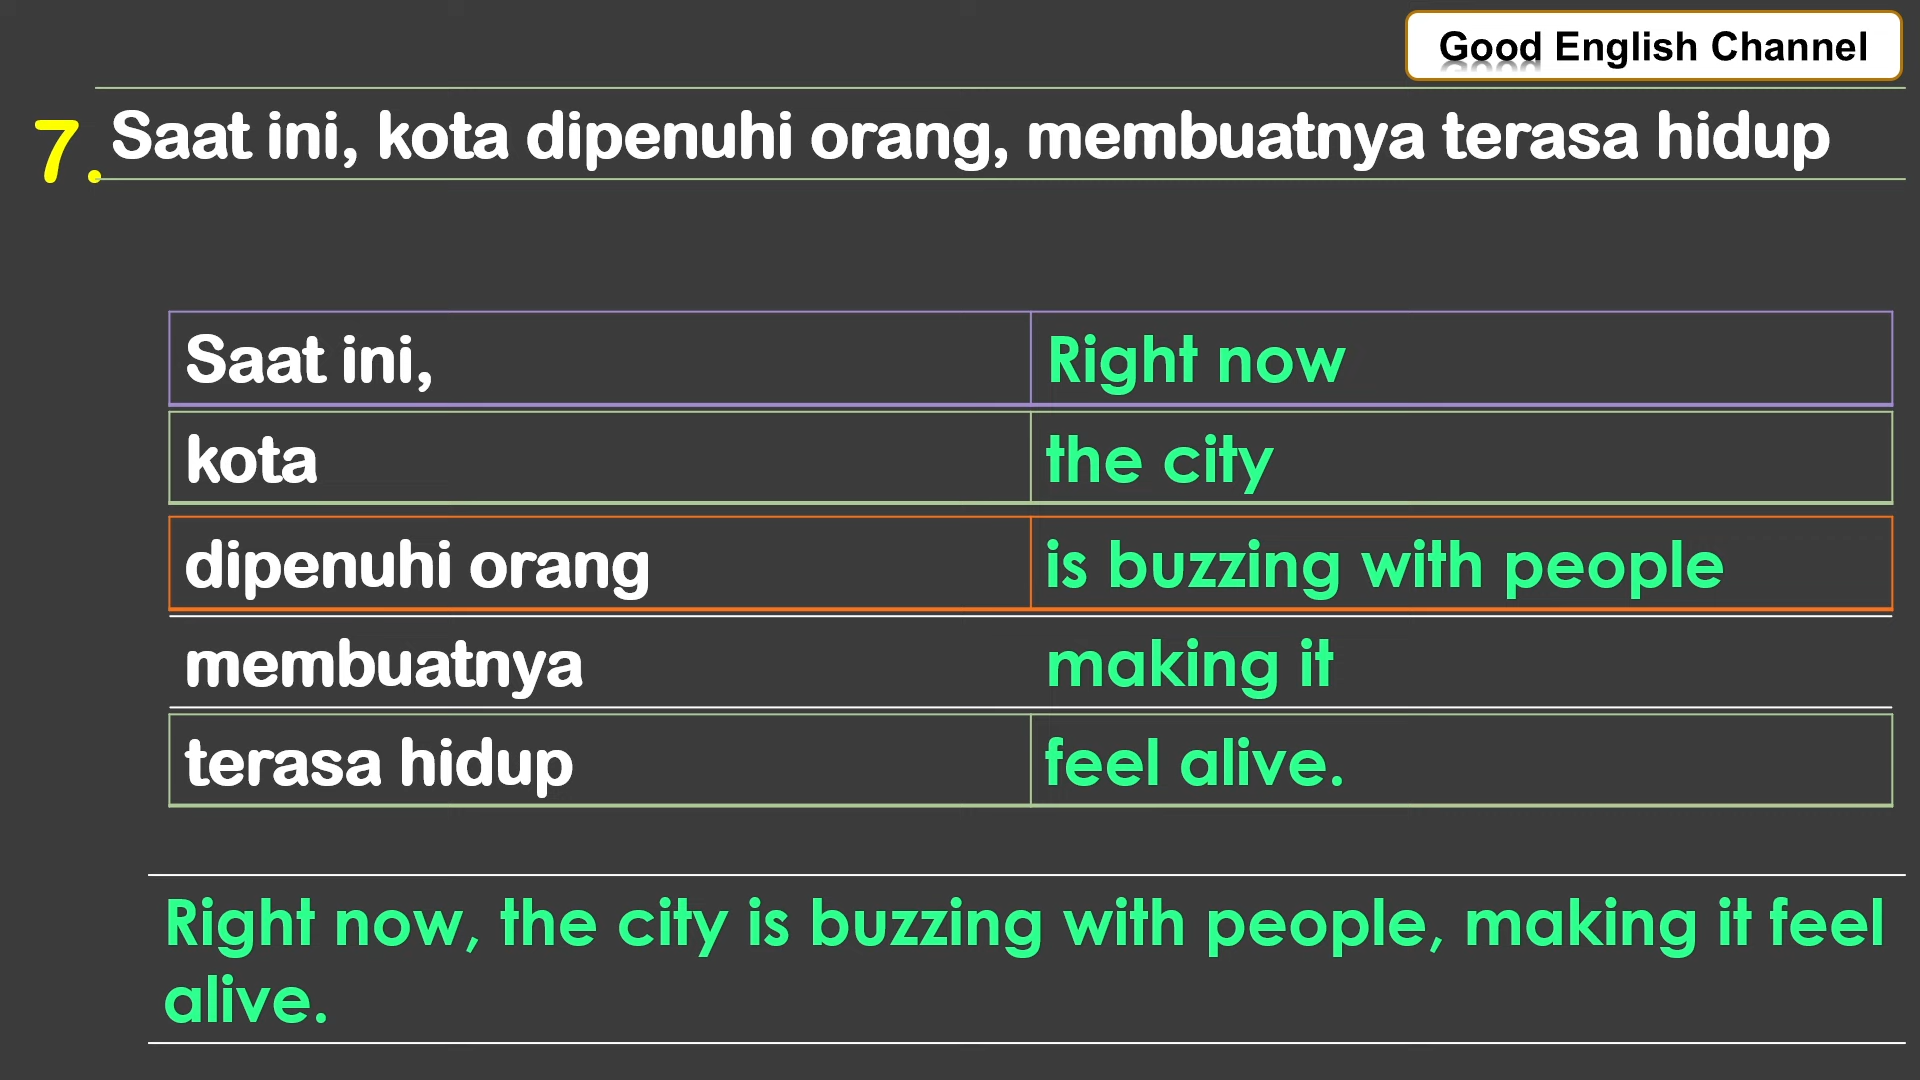 Good English Channel
7. Saat ini, kota dipenuhi orang, membuatnya terasa hidup
Saat ini, Right now
kota the city
dipenuhi orang is buzzing with people
membuatnya making it
terasa hidup feel alive.
Right now, the city is buzzing with people, making it feel
alive.